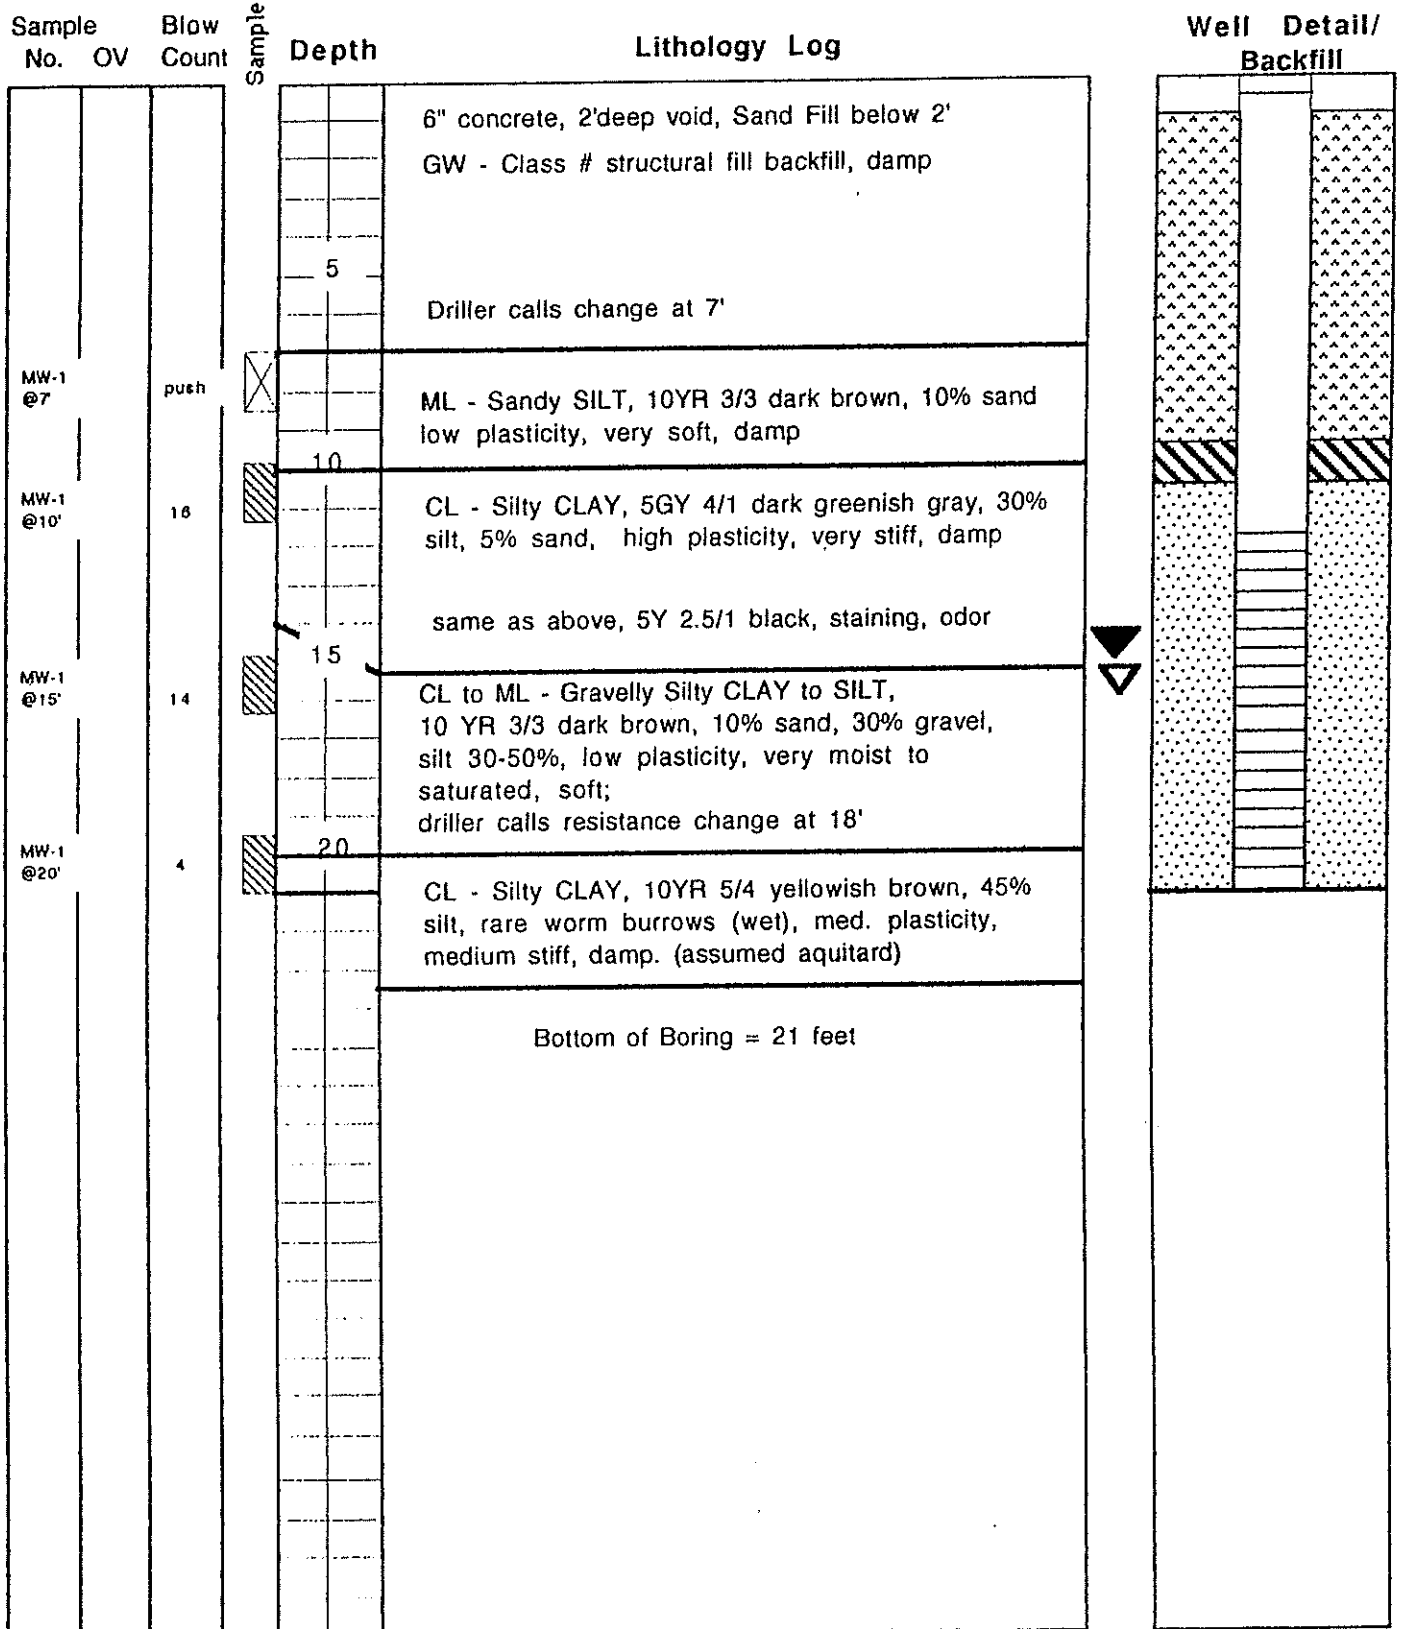 Sample No.
OV
Blow Count
Sample
Depth
Lithology Log
Well Detail/
Backfill
6" concrete, 2'deep void, Sand Fill below 2'
GW - Class # structural fill backfill, damp
5
Driller calls change at 7'
MW-1
@7'
push
ML - Sandy SILT, 10YR 3/3 dark brown, 10% sand
low plasticity, very soft, damp
10
MW-1
@10'
16
CL - Silty CLAY, 5GY 4/1 dark greenish gray, 30%
silt, 5% sand, high plasticity, very stiff, damp
same as above, 5Y 2.5/1 black, staining, odor
15
MW-1
@15'
14
CL to ML - Gravelly Silty CLAY to SILT,
10 YR 3/3 dark brown, 10% sand, 30% gravel,
silt 30-50%, low plasticity, very moist to
saturated, soft;
driller calls resistance change at 18'
20
MW-1
@20'
4
CL - Silty CLAY, 10YR 5/4 yellowish brown, 45%
silt, rare worm burrows (wet), med. plasticity,
medium stiff, damp. (assumed aquitard)
Bottom of Boring = 21 feet